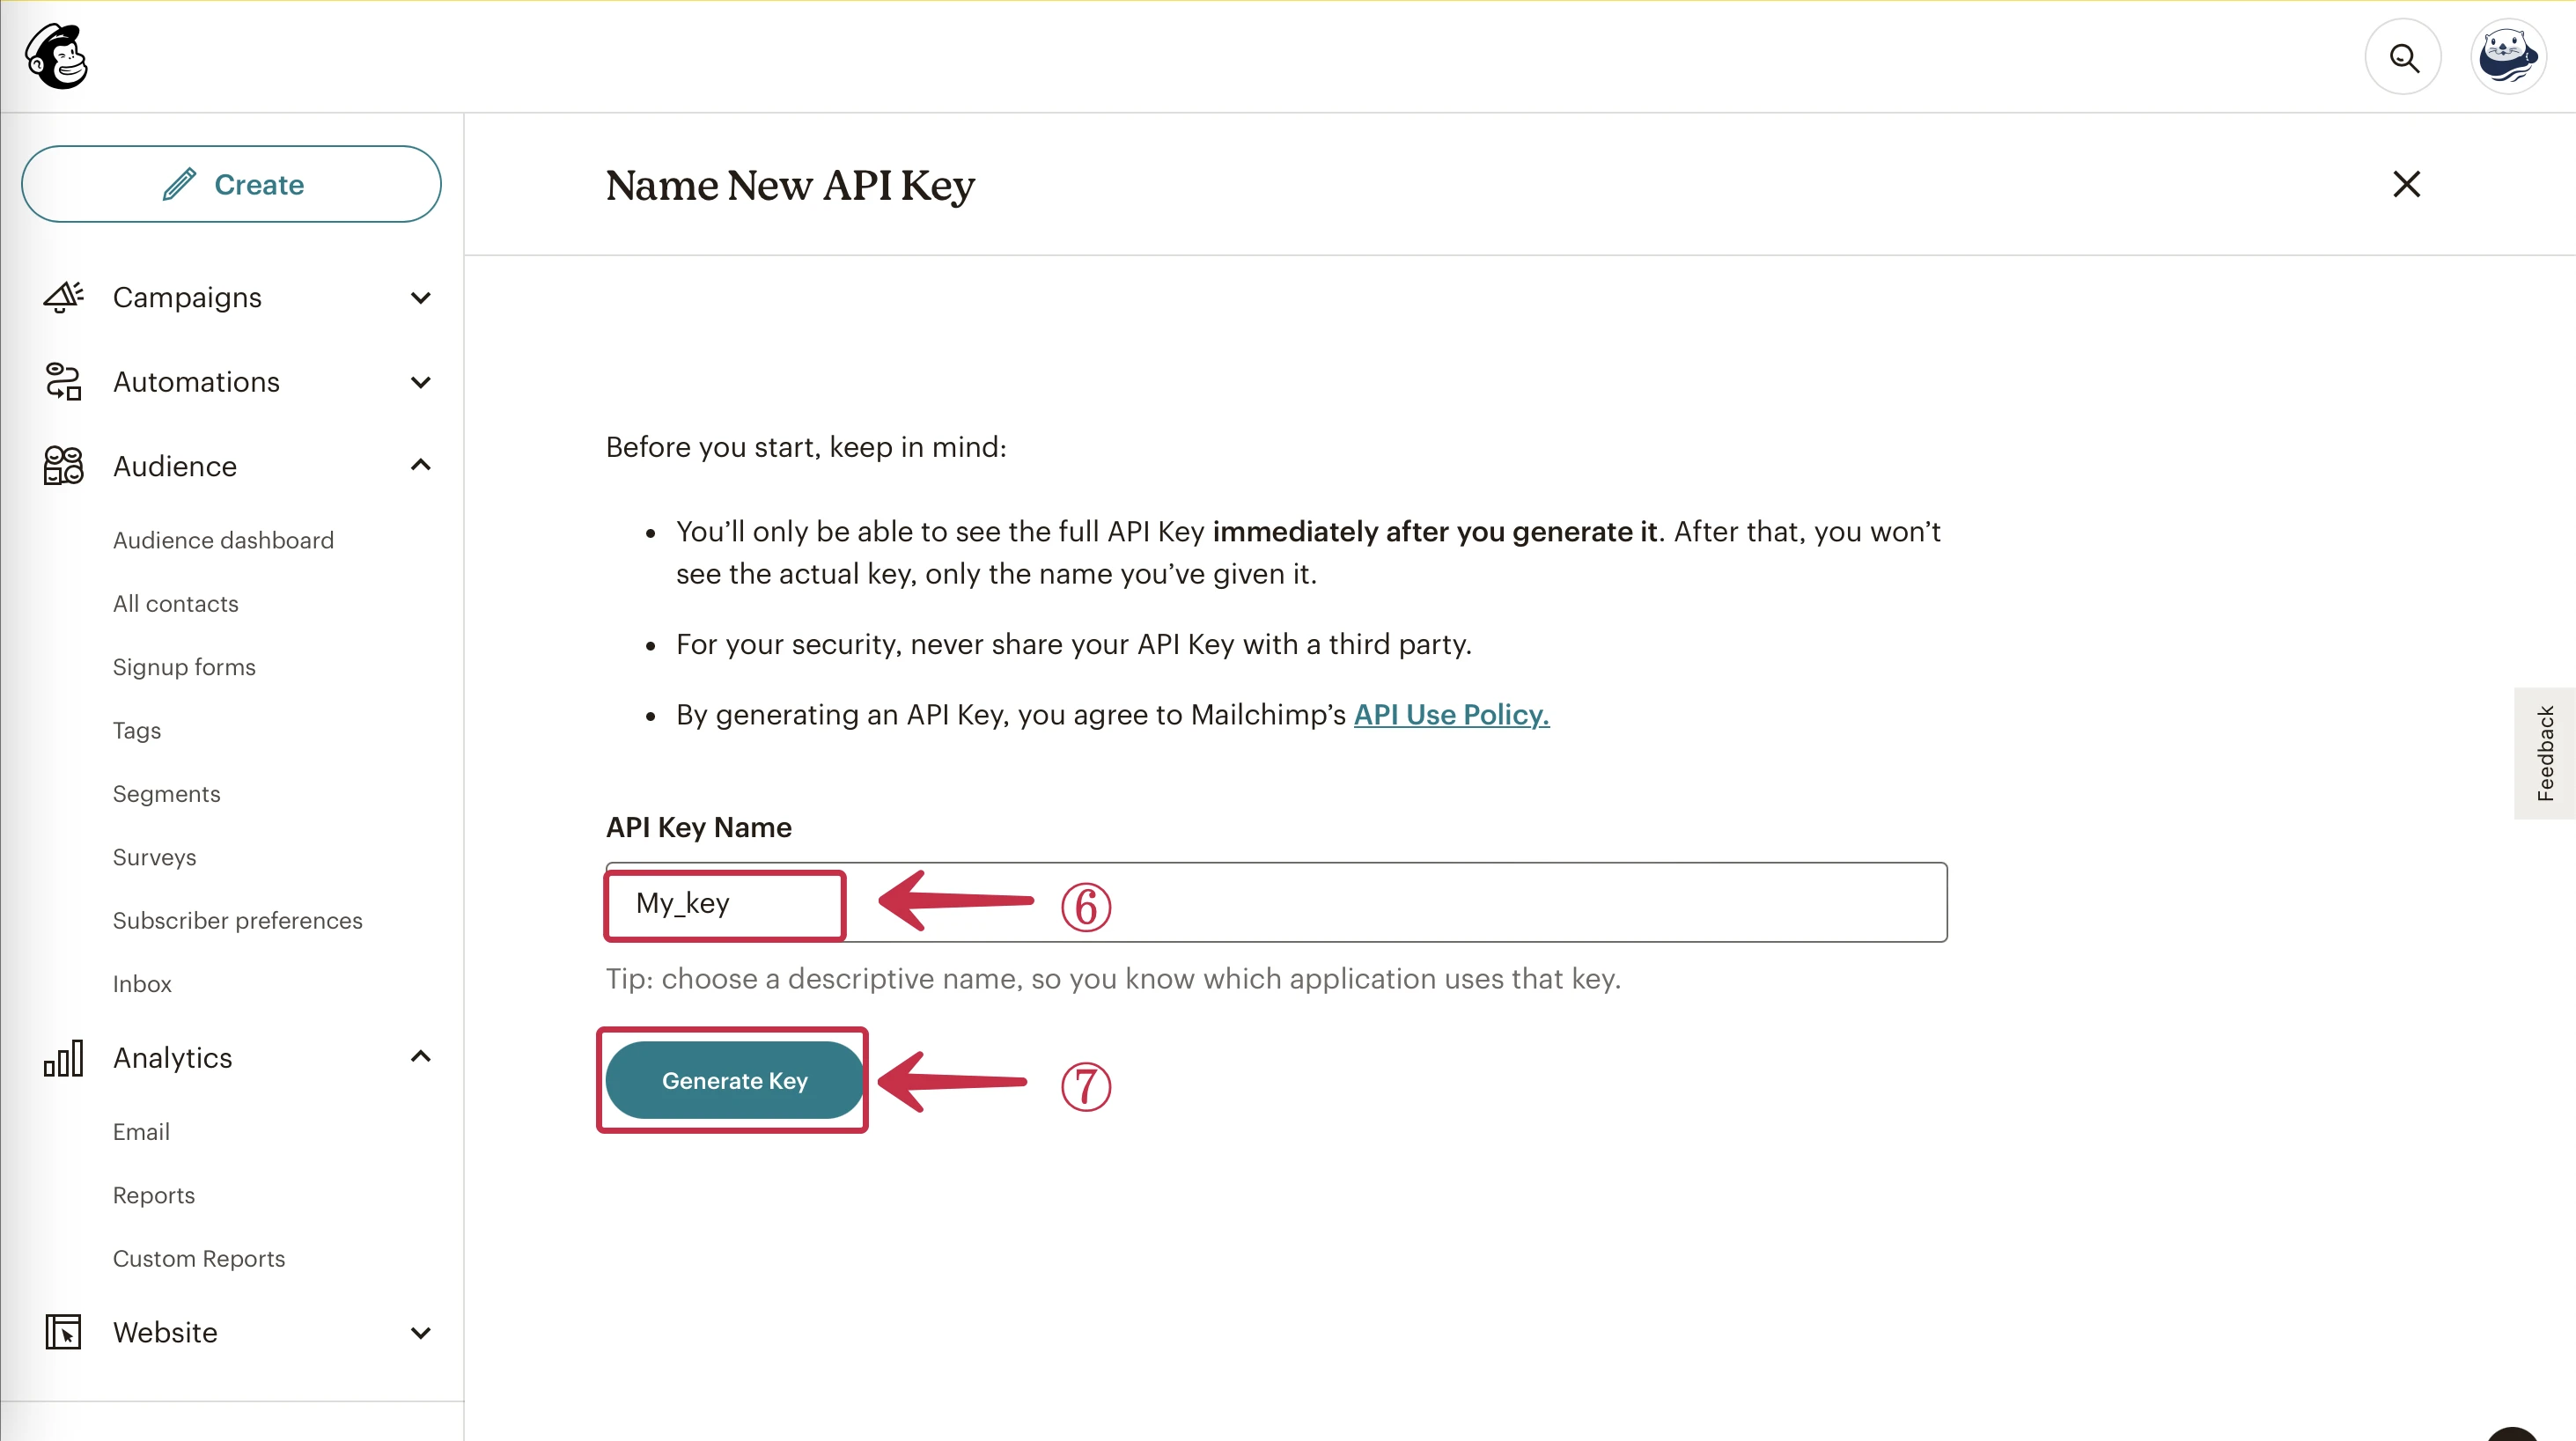 Create
Name New API Key
Campaigns
Automations
Audience
Audience dashboard
All contacts
Signup forms
Tags
Segments
Surveys
Subscriber preferences
Inbox
Analytics
Email
Reports
Custom Reports
Website
Before you start, keep in mind:
• You’ll only be able to see the full API Key immediately after you generate it. After that, you won’t
see the actual key, only the name you’ve given it.
• For your security, never share your API Key with a third party.
• By generating an API Key, you agree to Mailchimp’s API Use Policy.
API Key Name
My_key ⑥
Tip: choose a descriptive name, so you know which application uses that key.
Generate Key ⑦
Feedback